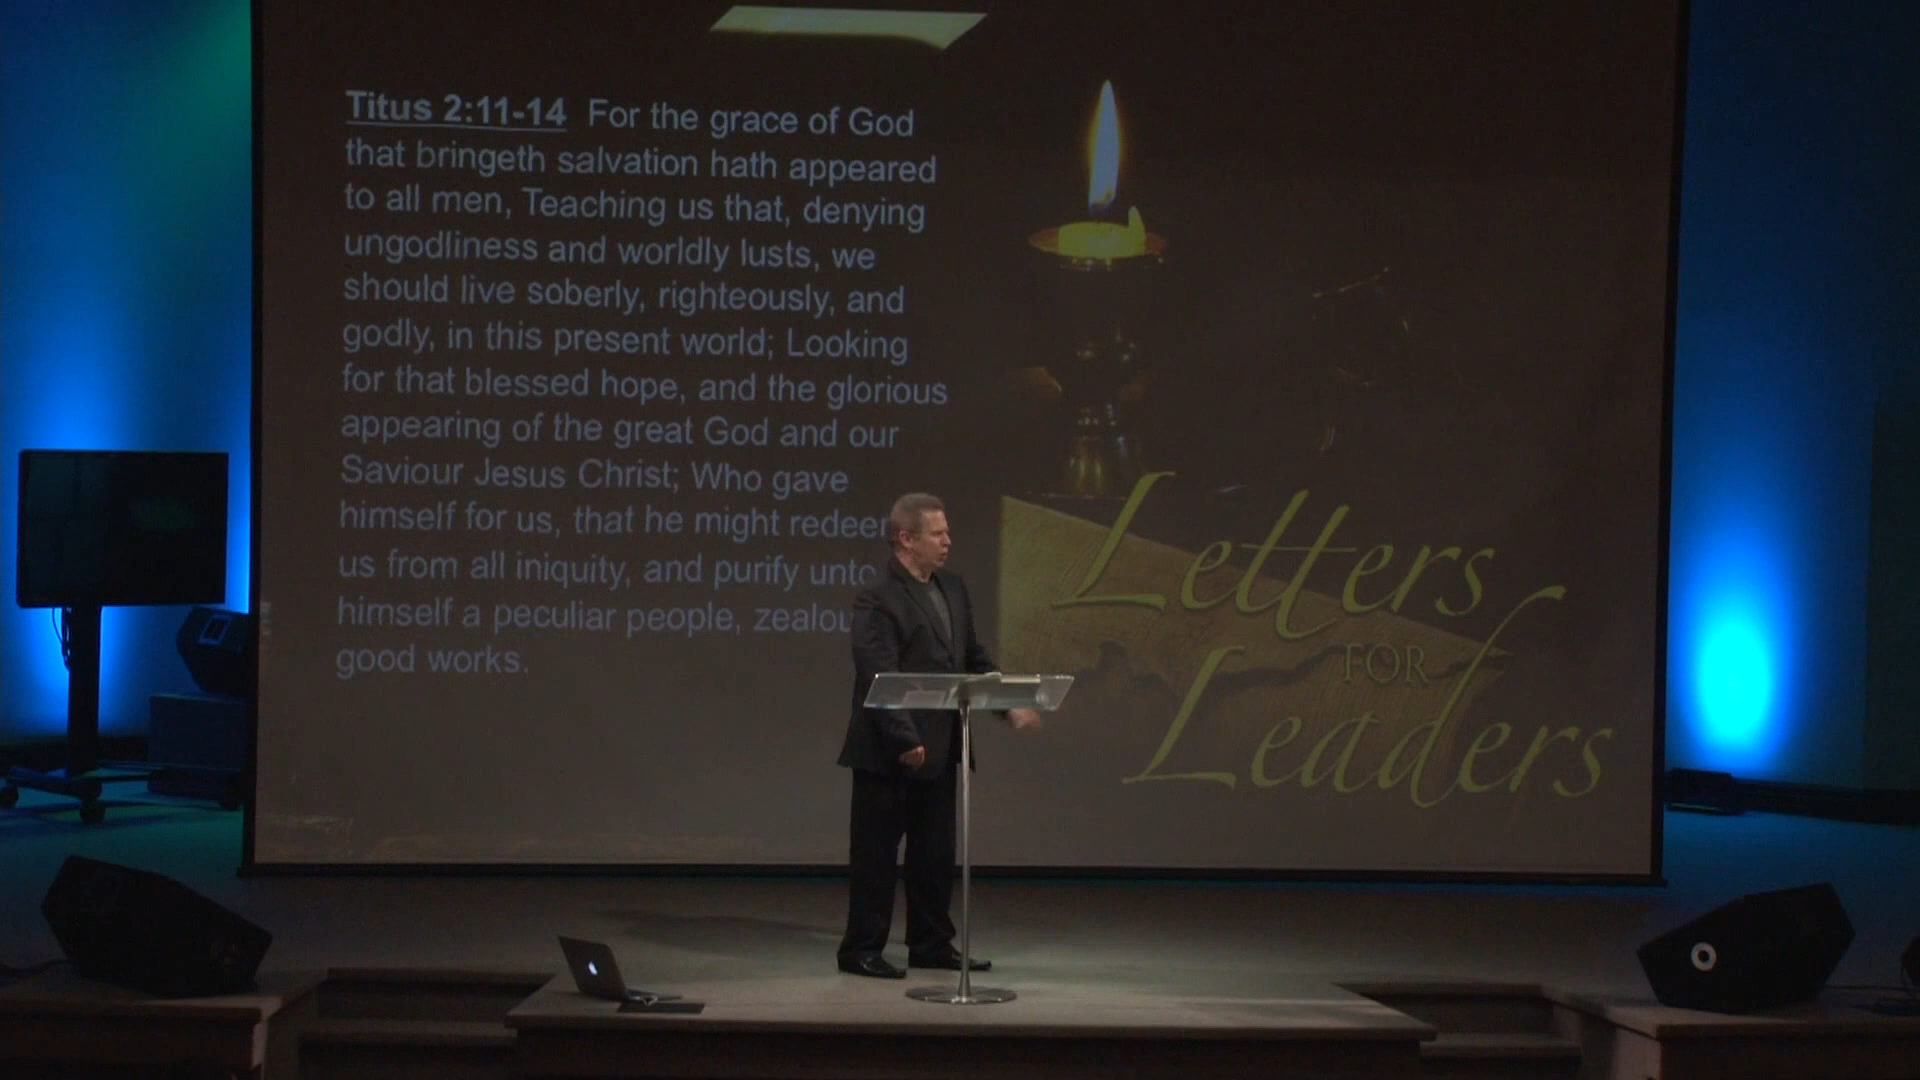 Titus 2:11-14 For the grace of God
that bringeth salvation hath appeared
to all men, Teaching us that, denying
ungodliness and worldly lusts, we
should live soberly, righteously, and
godly, in this present world; Looking
for that blessed hope, and the glorious
appearing of the great God and our
Saviour Jesus Christ; Who gave
himself for us, that he might redeem
us from all iniquity, and purify unto
himself a peculiar people, zealou
good works.
Letters
FOR
Leaders